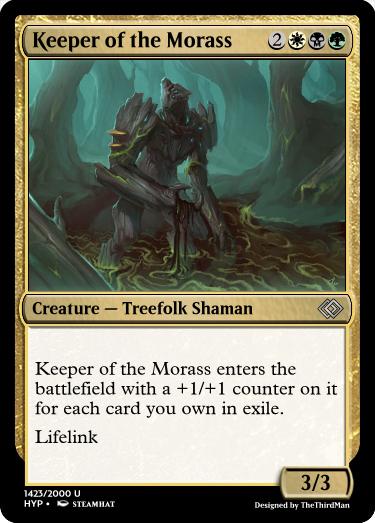 Keeper of the Morass 2
Creature — Treefolk Shaman
Keeper of the Morass enters the
battlefield with a +1/+1 counter on it
for each card you own in exile.
Lifelink
3/3
1423/2000 U
HYP • STEAMHAT
Designed by TheThirdMan